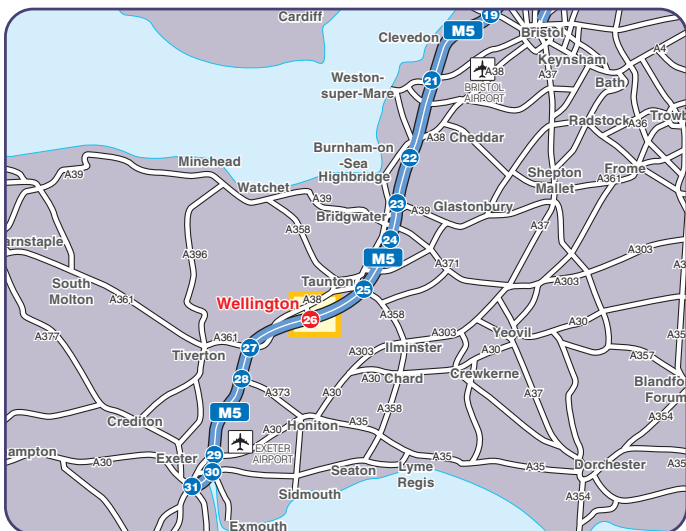 Cardiff
19
Clevedon
M5
Bristol
Keynsham
A4
A38
A37
Weston-
super-Mare
21
BRISTOL
AIRPORT
Bath
Radstock
A36
Trowb
A38
Cheddar
Burnham-on
-Sea
Highbridge
22
Minehead
A39
Watchet
A39
Shepton
Mallet
A361
Frome
23
A39
Glastonbury
Bridgwater
A37
A358
24
M5
A396
arnstaple
A371
A303
A303
South
Molton
A361
Taunton
25
Wellington
A38
26
A358
A377
A361
27
Tiverton
A303
Ilminster
A303
Yeovil
A30
A357
28
A30
Chard
Crewkerne
A373
A30
A37
Blandfo
Forum
M5
A358
A354
Crediton
A30
Honiton
A35
ampton
A30
Exeter
29
EXETER
AIRPORT
30
31
Seaton
A35
Lyme
Regis
A35
Dorchester
A35
Sidmouth
A354
Exmouth